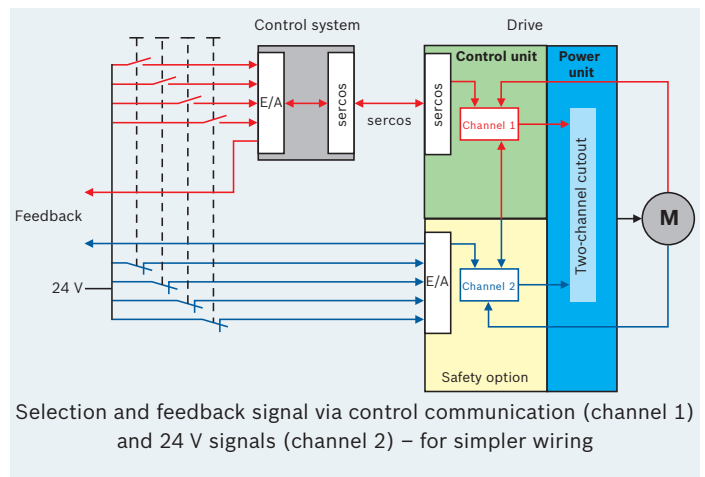 Control system
Drive
Control unit
Power
unit
E/A
sercos
sercos
sercos
Channel 1
Two-channel cutout
M
Feedback
24 V
E/A
Channel 2
Safety option
Selection and feedback signal via control communication (channel 1)
and 24 V signals (channel 2) – for simpler wiring